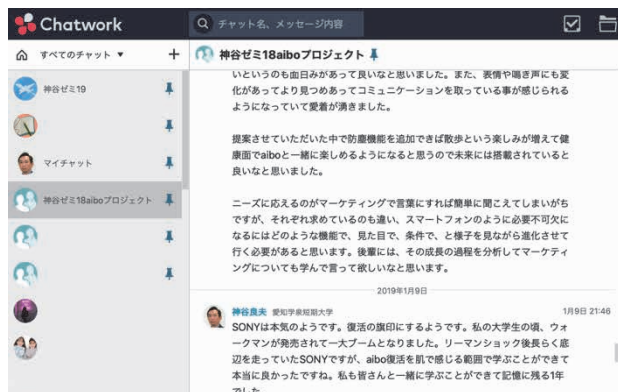 Chatwork
チャット名、メッセージ内容
すべてのチャット ▼ +
神谷ゼミ19
マイチャット
神谷ゼミ18aiboプロジェクト
神谷ゼミ18aiboプロジェクト
いというのも面白みがあって良いなと思いました。また、表情や鳴き声にも変
化があってより見つめあってコミュニケーションを取っている事が感じられる
ようになっていて愛着が湧きました。
提案させていただいた中で防塵機能を追加できば散歩という楽しみが増えて健
康面でaiboと一緒に楽しめるようになると思うので未来には搭載されていると
良いなと思いました。
ニーズに応えるのがマーケティングで言葉にすれば簡単に聞こえてしまいがち
ですが、それぞれ求めているのも違い、スマートフォンのように必要不可欠に
なるにはどのような機能で、見た目で、条件で、と様子を見ながら進化させて
行く必要があると思います。後輩には、その成長の過程を分析してマーケティ
ングについても学んで言って欲しいなと思います。
2019年1月9日
神谷良夫 愛知学泉短期大学 1月9日 21:46
SONYは本気のようです。復活の旗印にするようです。私の大学生の頃、ウォ
ークマンが発売されて一大ブームとなりました。リーマンショック後長らく底
辺を走っていたSONYですが、aibo復活を肌で感じる範囲で学ぶことができて
本当に良かったですね。私も皆さんと一緒に学ぶことができて記憶に残る1年
でした